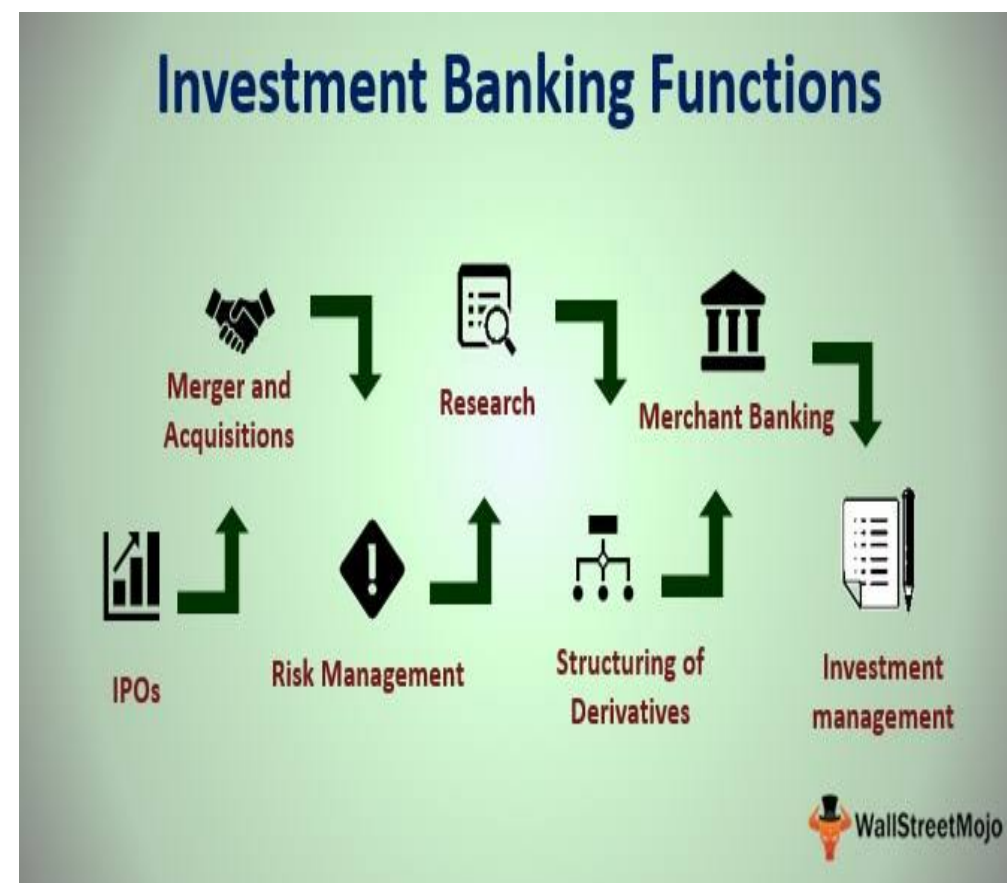 Investment Banking Functions
Merger and
Acquisitions
Research
Merchant Banking
IPOs
Risk Management
Structuring of
Derivatives
Investment
management
WallStreetMojo